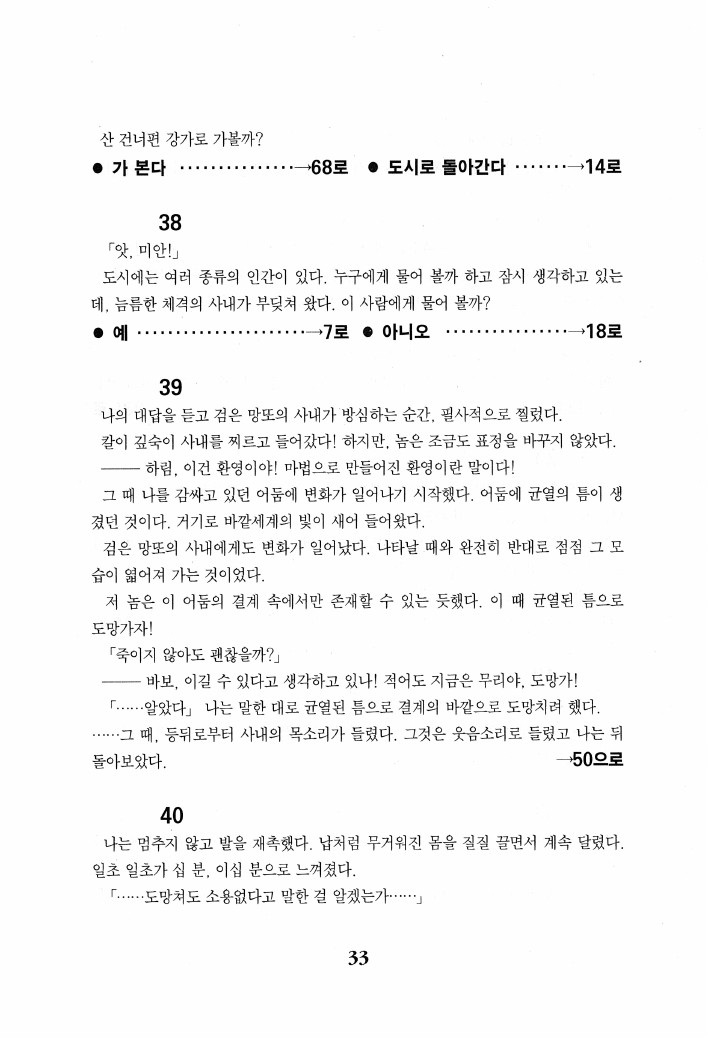 산 건너편 강가로 가볼까?
● 가 본다 ···············→68로 ● 도시로 돌아간다 ·······→14로
38
「앗, 미안!」
도시에는 여러 종류의 인간이 있다. 누구에게 물어 볼까 하고 잠시 생각하고 있는
데, 늠름한 체격의 사내가 부딪쳐 왔다. 이 사람에게 물어 볼까?
● 예 ······················→7로 ● 아니오 ················→18로
39
나의 대답을 듣고 검은 망또의 사내가 방심하는 순간, 필사적으로 찔렀다.
칼이 깊숙이 사내를 찌르고 들어갔다! 하지만, 놈은 조금도 표정을 바꾸지 않았다.
─── 하림, 이건 환영이야! 마법으로 만들어진 환영이란 말이다!
그 때 나를 감싸고 있던 어둠에 변화가 일어나기 시작했다. 어둠에 균열의 틈이 생
겼던 것이다. 거기로 바깥세계의 빛이 새어 들어왔다.
검은 망또의 사내에게도 변화가 일어났다. 나타날 때와 완전히 반대로 점점 그 모
습이 엷어져 가는 것이었다.
저 놈은 이 어둠의 결계 속에서만 존재할 수 있는 듯했다. 이 때 균열된 틈으로
도망가자!
「죽이지 않아도 괜찮을까?」
─── 바보, 이길 수 있다고 생각하고 있나! 적어도 지금은 무리야, 도망가!
「······알았다」 나는 말한 대로 균열된 틈으로 결계의 바깥으로 도망치려 했다.
······그 때, 등뒤로부터 사내의 목소리가 들렸다. 그것은 웃음소리로 들렸고 나는 뒤
돌아보았다. →50으로
40
나는 멈추지 않고 발을 재촉했다. 납처럼 무거워진 몸을 질질 끌면서 계속 달렸다.
일초 일초가 십 분, 이십 분으로 느껴졌다.
「······도망쳐도 소용없다고 말한 걸 알겠는가······」
33